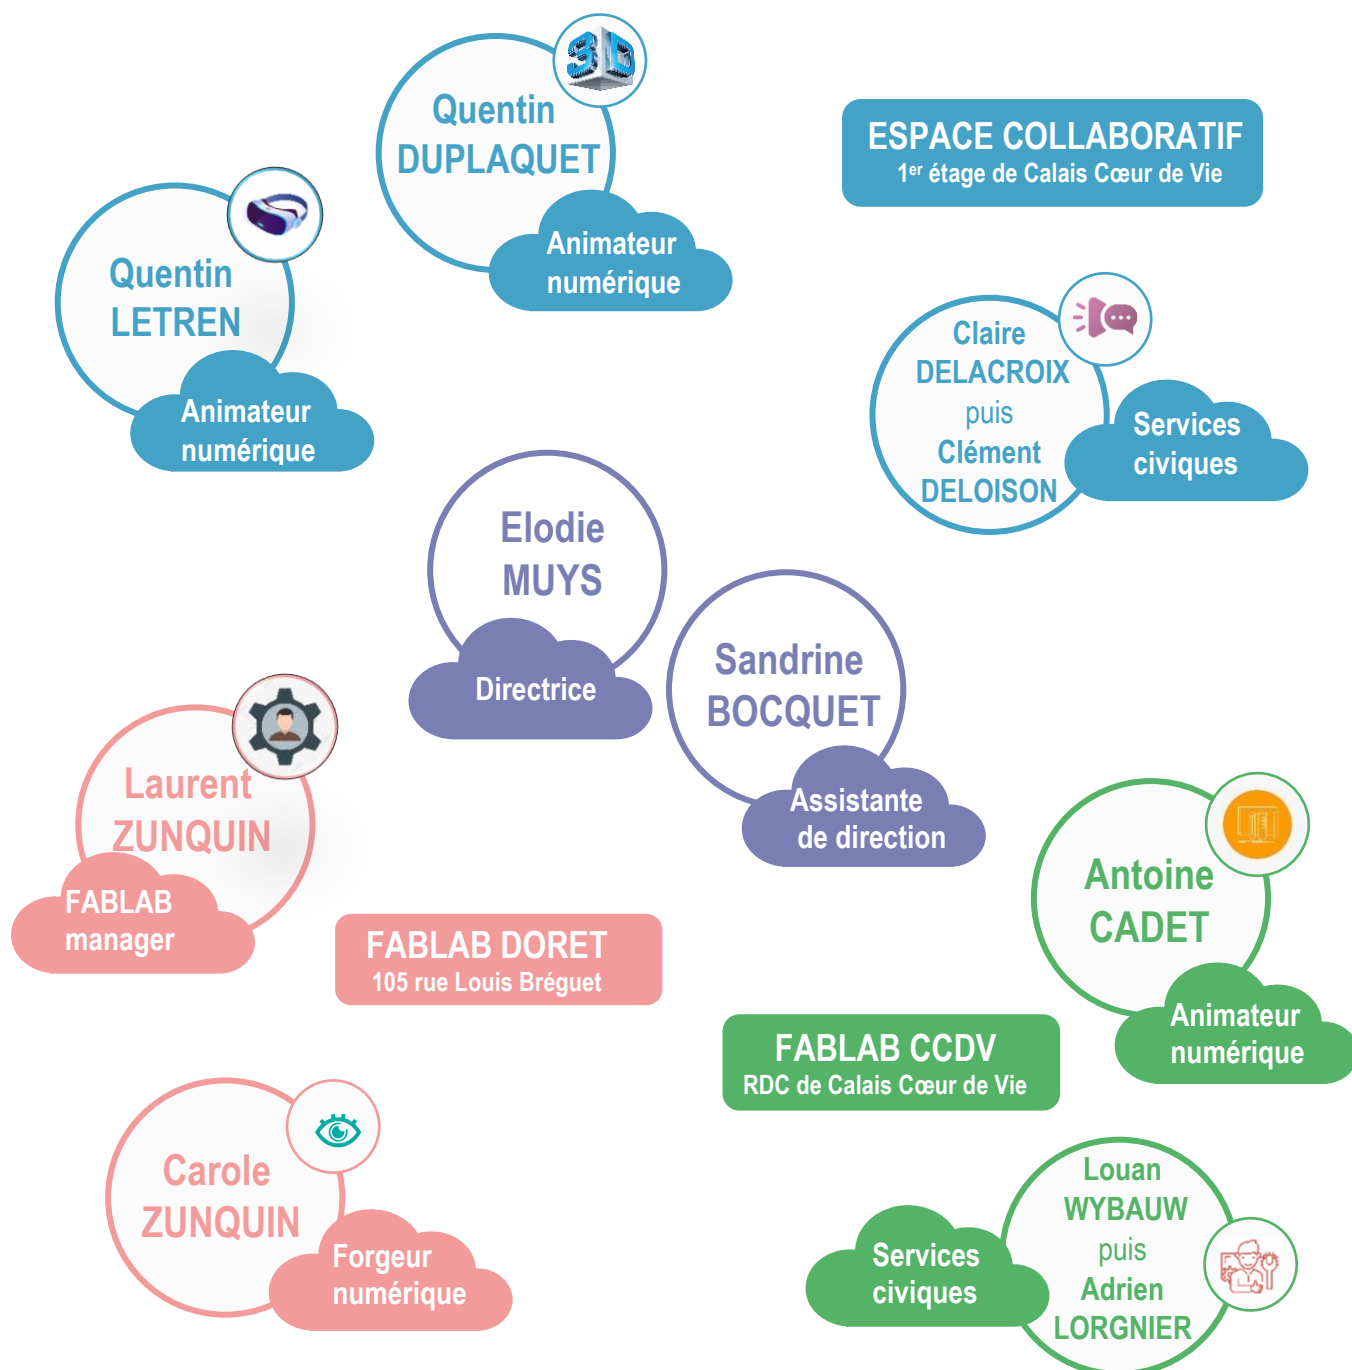 3D
Quentin
DUPLAQUET
Animateur
numérique
ESPACE COLLABORATIF
1er étage de Calais Cœur de Vie
Quentin
LETREN
Animateur
numérique
Claire
DELACROIX
puis
Clément
DELOISON
Services
civiques
Elodie
MUYS
Directrice
Sandrine
BOCQUET
Assistante
de direction
Laurent
ZUNQUIN
FABLAB
manager
FABLAB DORET
105 rue Louis Bréguet
Antoine
CADET
Animateur
numérique
FABLAB CCDV
RDC de Calais Cœur de Vie
Carole
ZUNQUIN
Forgeur
numérique
Louan
WYBAUW
puis
Adrien
LORGNIER
Services
civiques